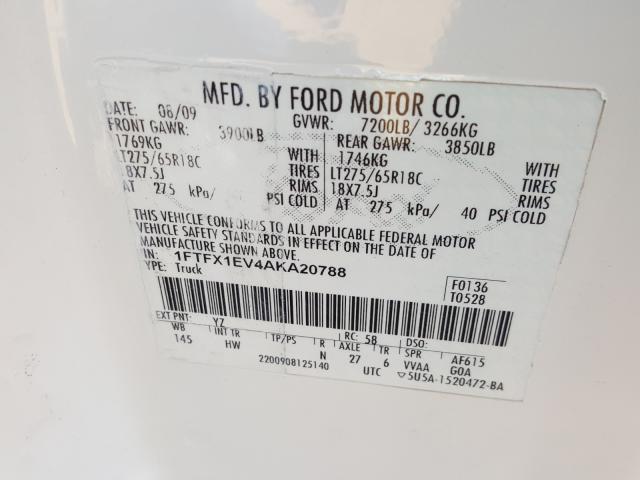 MFD. BY FORD MOTOR CO.
DATE: 08/09 GVWR: 7200LB/ 3266KG
FRONT GAWR: 3900LB REAR GAWR: 3850LB
1769KG WITH 1746KG WITH
LT275/65R18C TIRES LT275/65R18C TIRES
18X7.5J RIMS 18X7.5J RIMS
AT 275 kPa/ PSI COLD AT 275 kPa/ 40 PSI COLD
THIS VEHICLE CONFORMS TO ALL APPLICABLE FEDERAL MOTOR
VEHICLE SAFETY STANDARDS IN EFFECT ON THE DATE OF
MANUFACTURE SHOWN ABOVE.
VIN: 1FTFX1EV4AKA20788
TYPE: Truck
F0136
T0528
EXT PNT: YZ RC: 58 DSO:
WB INT TR TP/PS R AXLE TR SPR AF615
145 HW N 27 6 VVAA GOA
2200908125140 UTC ▽5U5A-1520472-BA